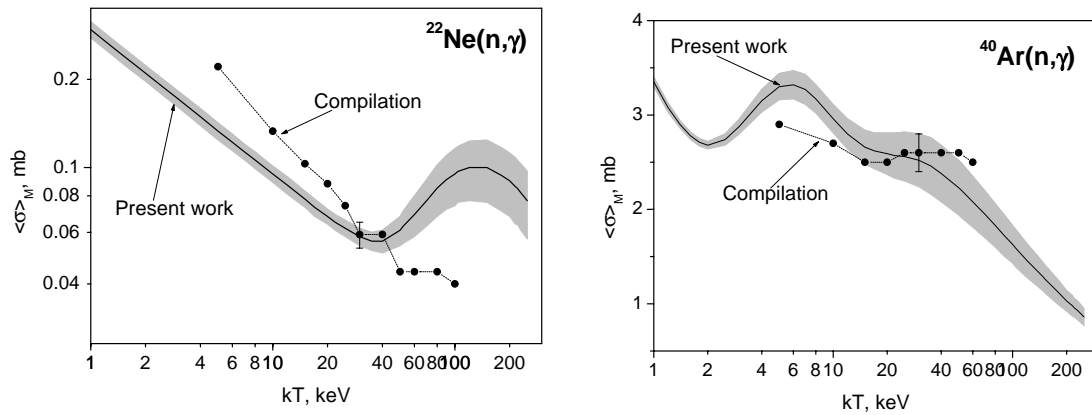 ²²Ne(n,γ)
0.2
0.1
0.08
0.06
0.04
Compilation
Present work
<σ>M, mb
1 2 4 6 8 10 20 40 60 80 100 200
kT, keV
⁴⁰Ar(n,γ)
4
3
2
1
Present work
Compilation
<σ>M, mb
1 2 4 6 8 10 20 40 60 80 100 200
kT, keV